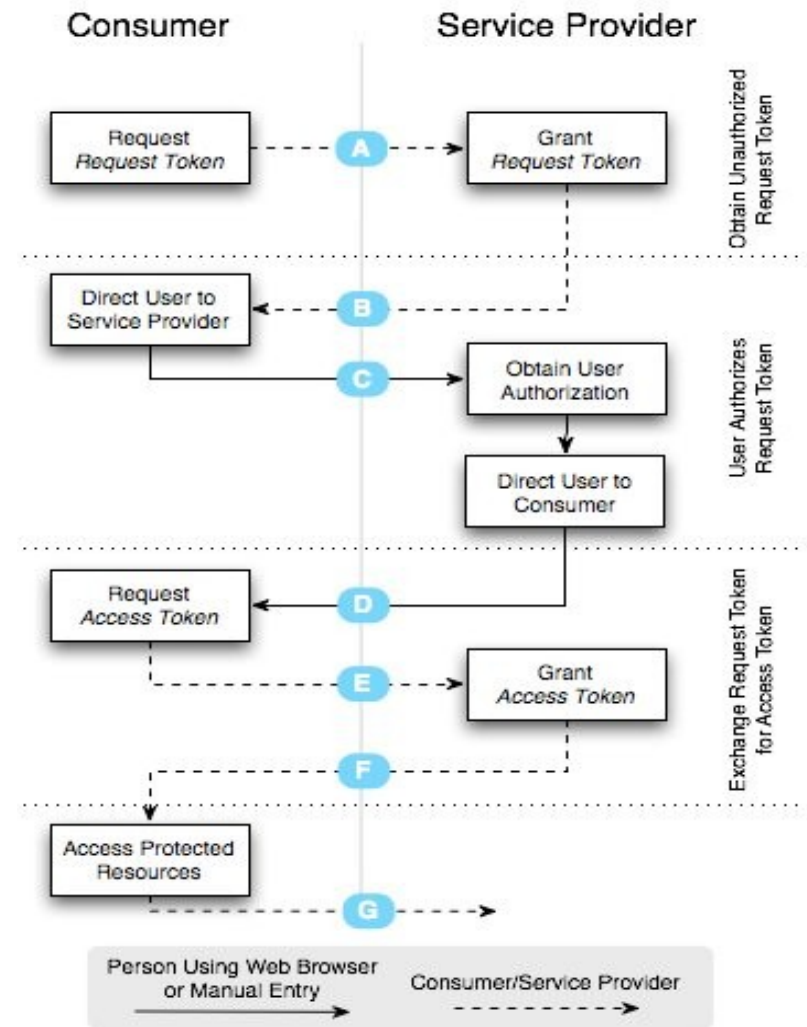 Consumer
Service Provider
Request
Request Token
A
Grant
Request Token
Obtain Unauthorized
Request Token
Direct User to
Service Provider
B
C
Obtain User
Authorization
Direct User to
Consumer
User Authorizes
Request Token
Request
Access Token
D
E
Grant
Access Token
F
Exchange Request Token
for Access Token
Access Protected
Resources
G
Person Using Web Browser
or Manual Entry
Consumer/Service Provider